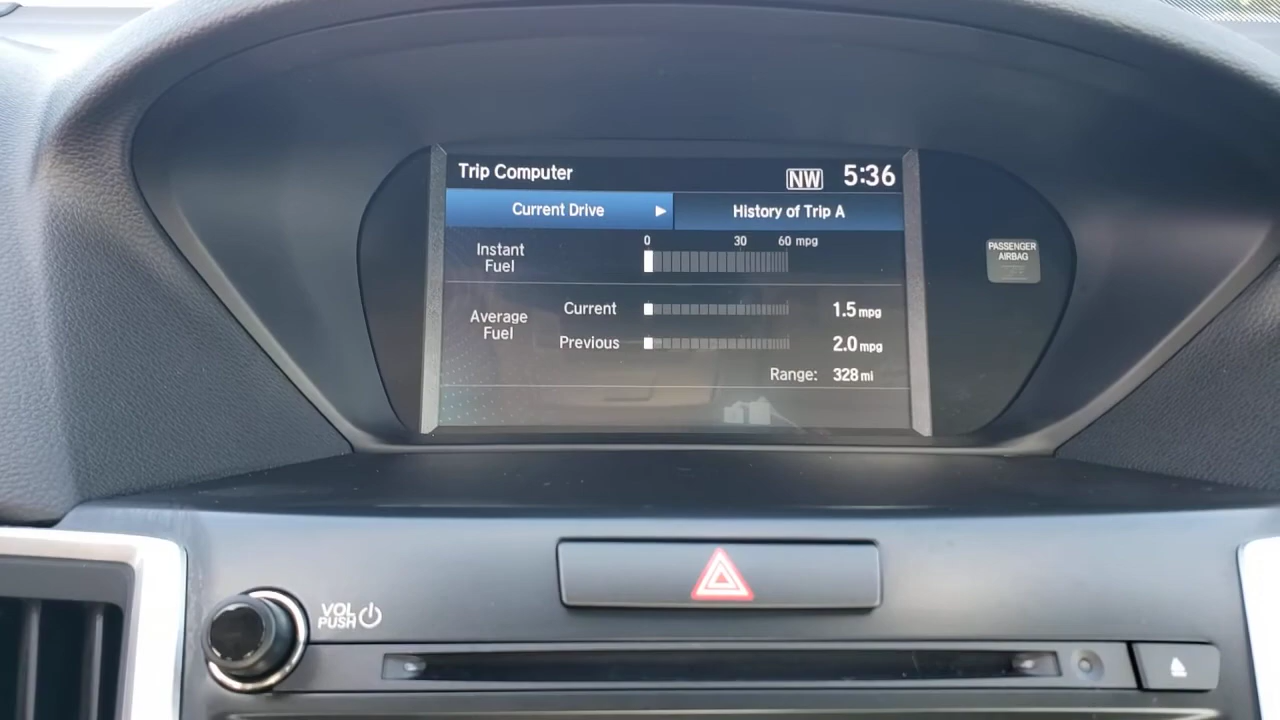 Trip Computer NW 5:36
Current Drive History of Trip A
0 30 60 mpg
Instant
Fuel
Average
Fuel
Current 1.5 mpg
Previous 2.0 mpg
Range: 328 mi
PASSENGER
AIRBAG
OFF
VOL
PUSH